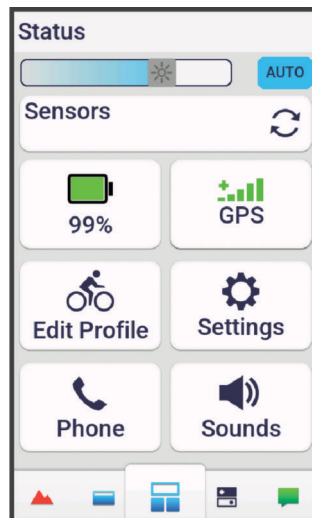 Status
AUTO
Sensors
99%
GPS
Edit Profile
Settings
Phone
Sounds